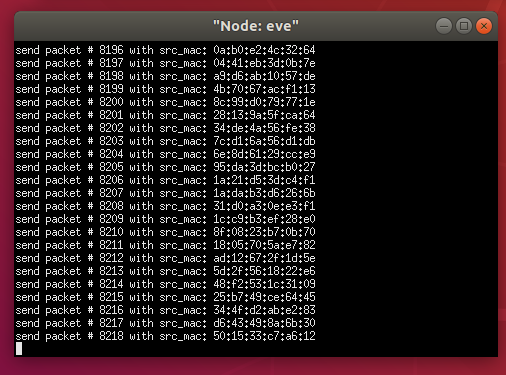 "Node: eve"
send packet # 8196 with src_mac: 0a:b0:e2:4c:32:64
send packet # 8197 with src_mac: 04:41:eb:3d:0b:7e
send packet # 8198 with src_mac: a9:d6:ab:10:57:de
send packet # 8199 with src_mac: 4b:70:67:ac:f1:13
send packet # 8200 with src_mac: 8c:99:d0:79:77:1e
send packet # 8201 with src_mac: 28:13:9a:5f:ca:64
send packet # 8202 with src_mac: 34:de:4a:56:fe:38
send packet # 8203 with src_mac: 7c:d1:6a:56:d1:db
send packet # 8204 with src_mac: 6e:8d:61:29:cc:e9
send packet # 8205 with src_mac: 95:da:3d:bc:b0:27
send packet # 8206 with src_mac: 1a:21:d5:3d:c4:f1
send packet # 8207 with src_mac: 1a:da:b3:d6:26:6b
send packet # 8208 with src_mac: 31:d0:a3:0e:e3:f1
send packet # 8209 with src_mac: 1c:c9:b3:ef:28:e0
send packet # 8210 with src_mac: 8f:08:23:b7:0b:70
send packet # 8211 with src_mac: 18:05:70:5a:e7:82
send packet # 8212 with src_mac: ad:12:67:2f:1d:5e
send packet # 8213 with src_mac: 5d:2f:56:18:22:e6
send packet # 8214 with src_mac: 48:f2:53:1c:31:09
send packet # 8215 with src_mac: 25:b7:49:ce:64:45
send packet # 8216 with src_mac: 34:4f:d2:ab:e2:83
send packet # 8217 with src_mac: d6:43:49:8a:6b:30
send packet # 8218 with src_mac: 50:15:33:c7:a6:12